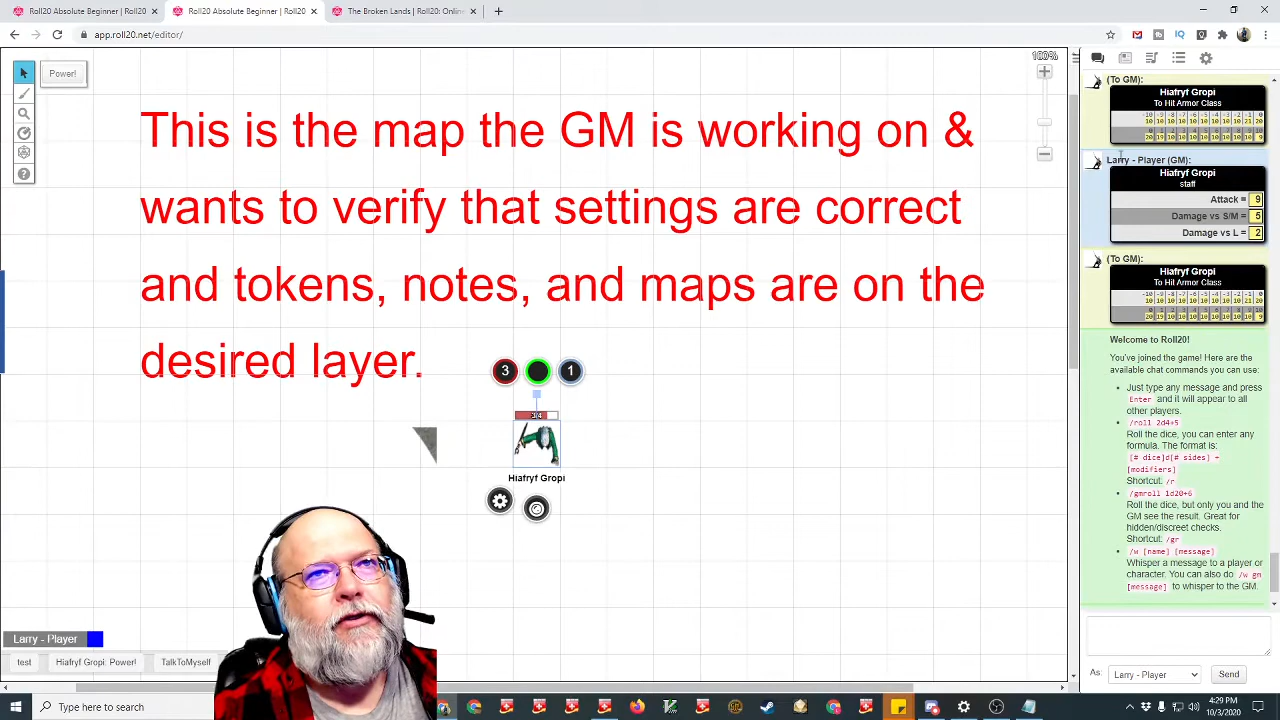 Roll20 Absolute Beginner | Roll20
Roll20 Absolute Beginner | Roll20
The Broken Lands | Roll20: Online
app.roll20.net/editor/
Power!
100%
This is the map the GM is working on &
wants to verify that settings are correct
and tokens, notes, and maps are on the
desired layer.
3
1
3/4
Hiafryf Gropi
Larry - Player
test
Hiafryf Gropi: Power!
TalkToMyself
(To GM):
Hiafryf Gropi
To Hit Armor Class
Larry - Player (GM):
Hiafryf Gropi
staff
Attack = 9
Damage vs S/M = 5
Damage vs L = 2
(To GM):
Hiafryf Gropi
To Hit Armor Class
Welcome to Roll20!
You've joined the game! Here are the
available chat commands you can use:
• Just type any message and press
Enter and it will appear to all
other players.
• /roll 2d4+5
Roll the dice, you can enter any
formula. The format is:
[# dice]d[# sides] +
[modifiers]
Shortcut: /r
• /gmroll 1d20+6
Roll the dice, but only you and the
GM see the result. Great for
hidden/discreet checks.
Shortcut: /gr
• /w [name] [message]
Whisper a message to a player or
character. You can also do /w gm
[message] to whisper to the GM.
As: Larry - Player
Send
Type here to search
4:29 PM
10/3/2020